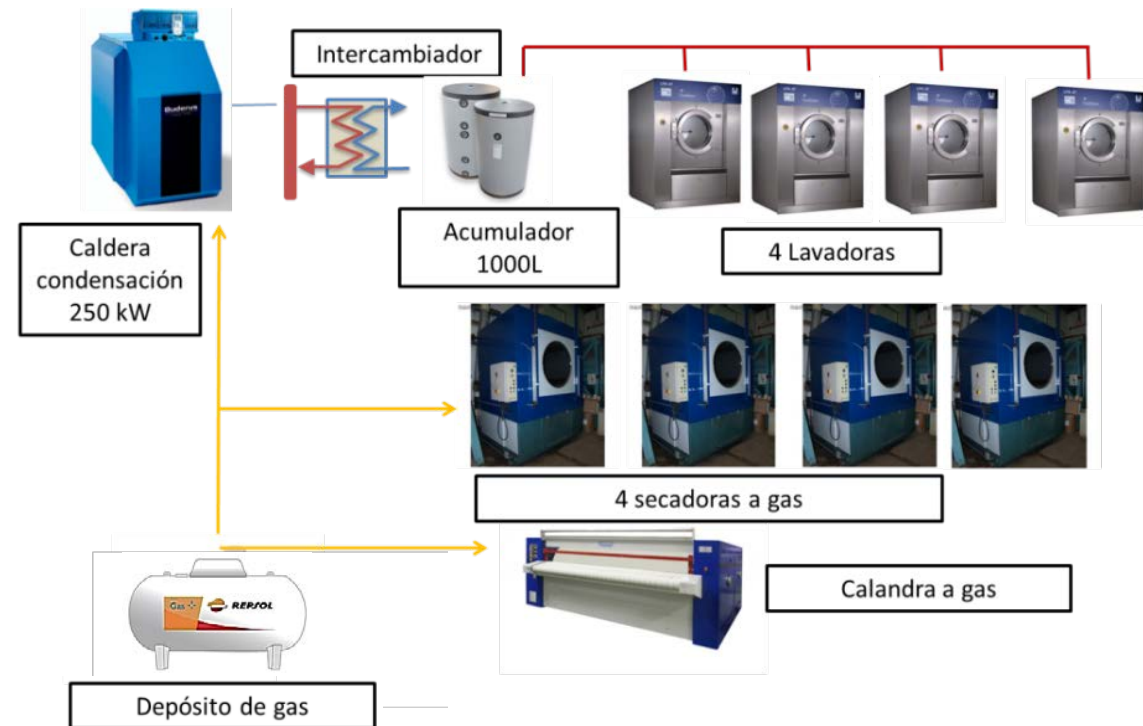 Intercambiador
Buderus
Caldera
condensación
250 kW
Acumulador
1000L
4 Lavadoras
4 secadoras a gas
Calandra a gas
Gas
REPSOL
Depósito de gas